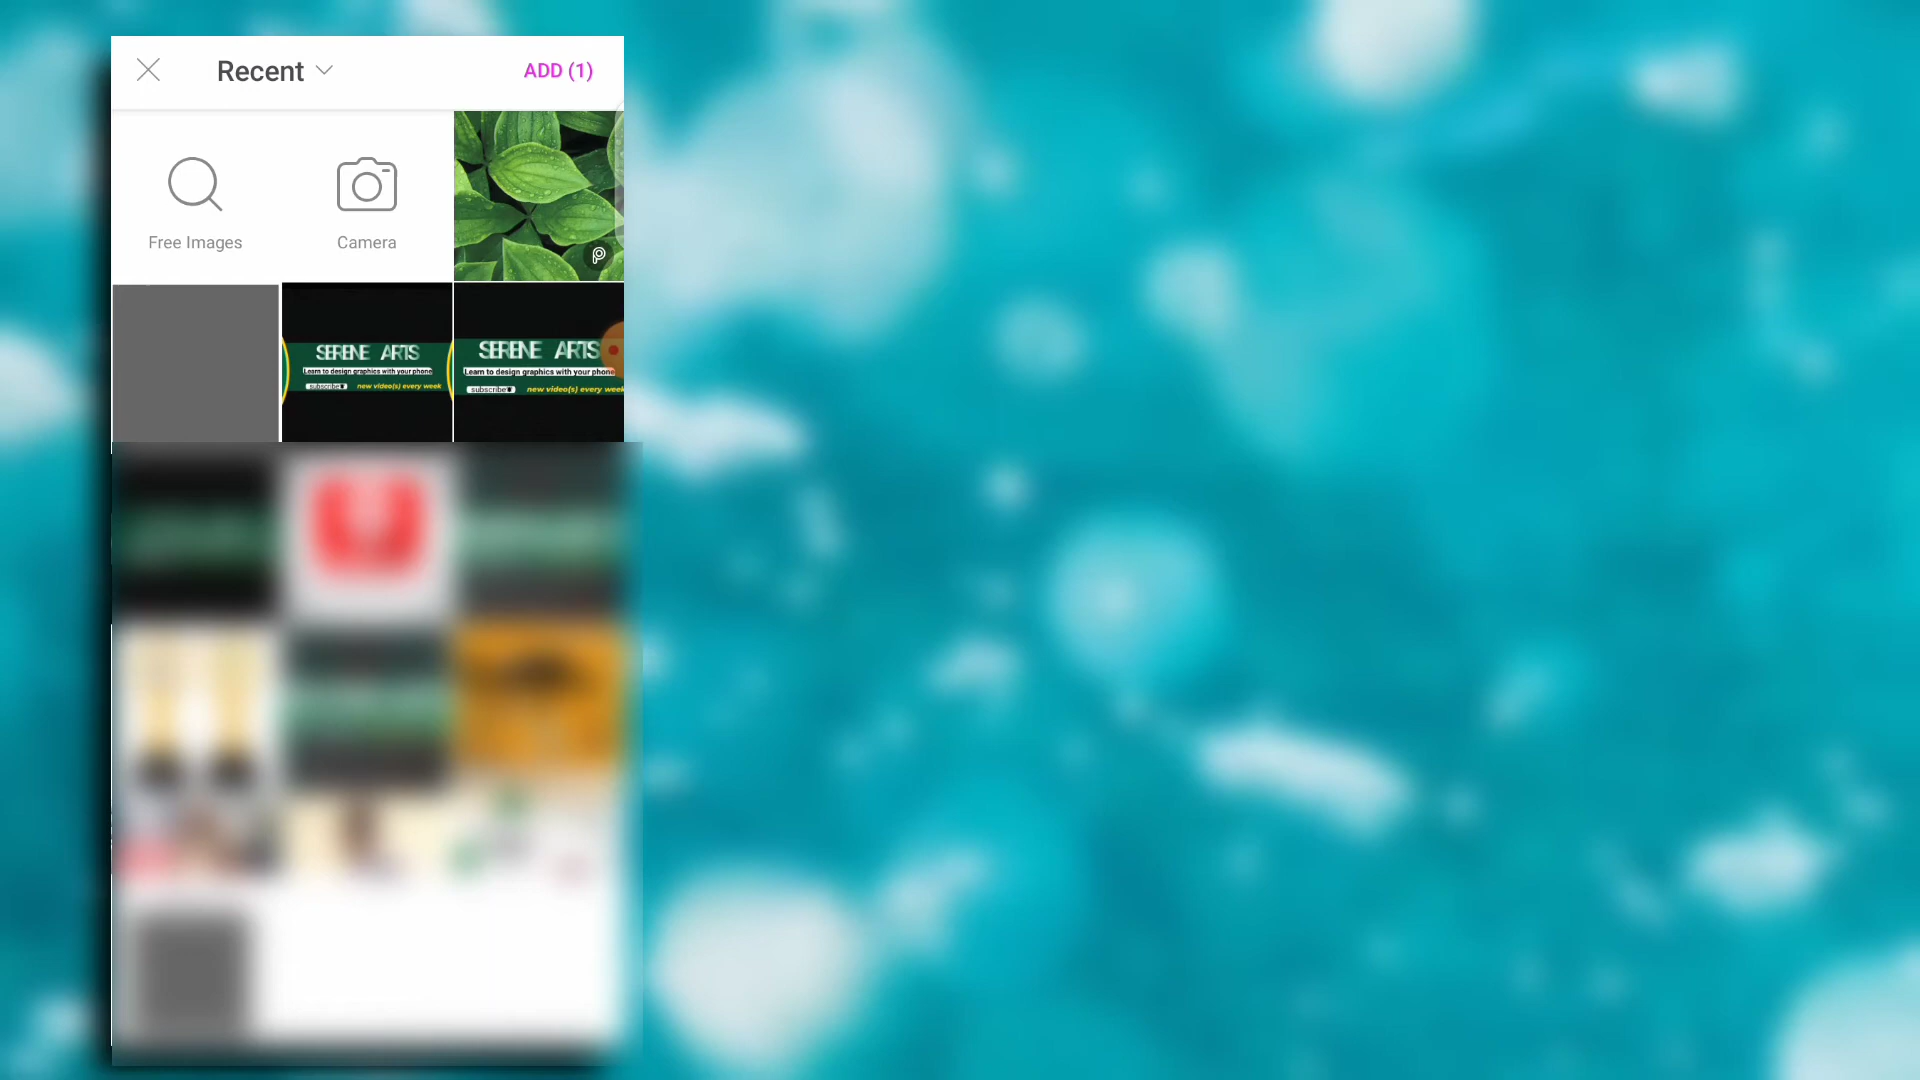 Recent
ADD (1)
Free Images
Camera
SERENE ARTS
Learn to design graphics with your phone
subscribe
new video(s) every week
SERENE ARTS
Learn to design graphics with your phone
subscribe
new video(s) every week